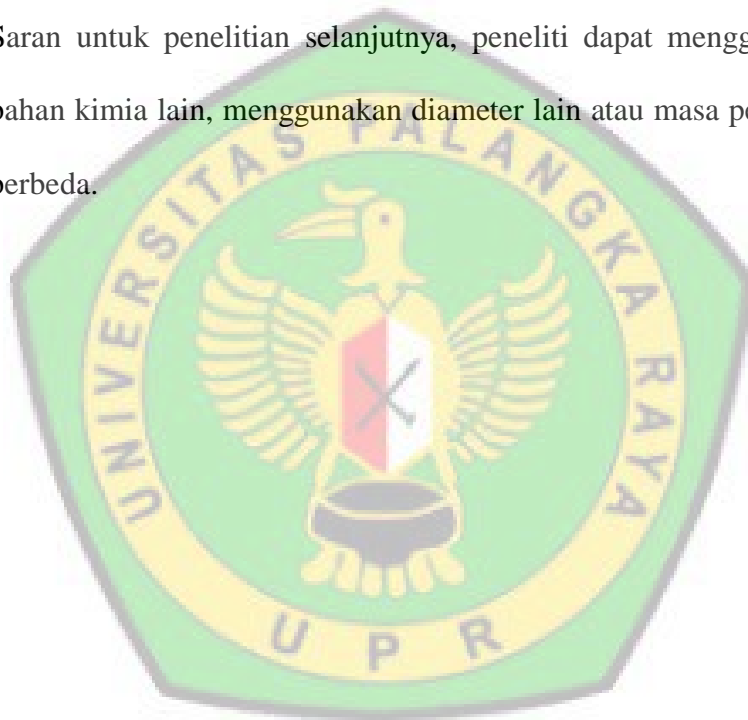 Saran untuk penelitian selanjutnya, peneliti dapat mengg
bahan kimia lain, menggunakan diameter lain atau masa pe
berbeda.
UNIVERSITAS PALANGKA RAYA
UPR